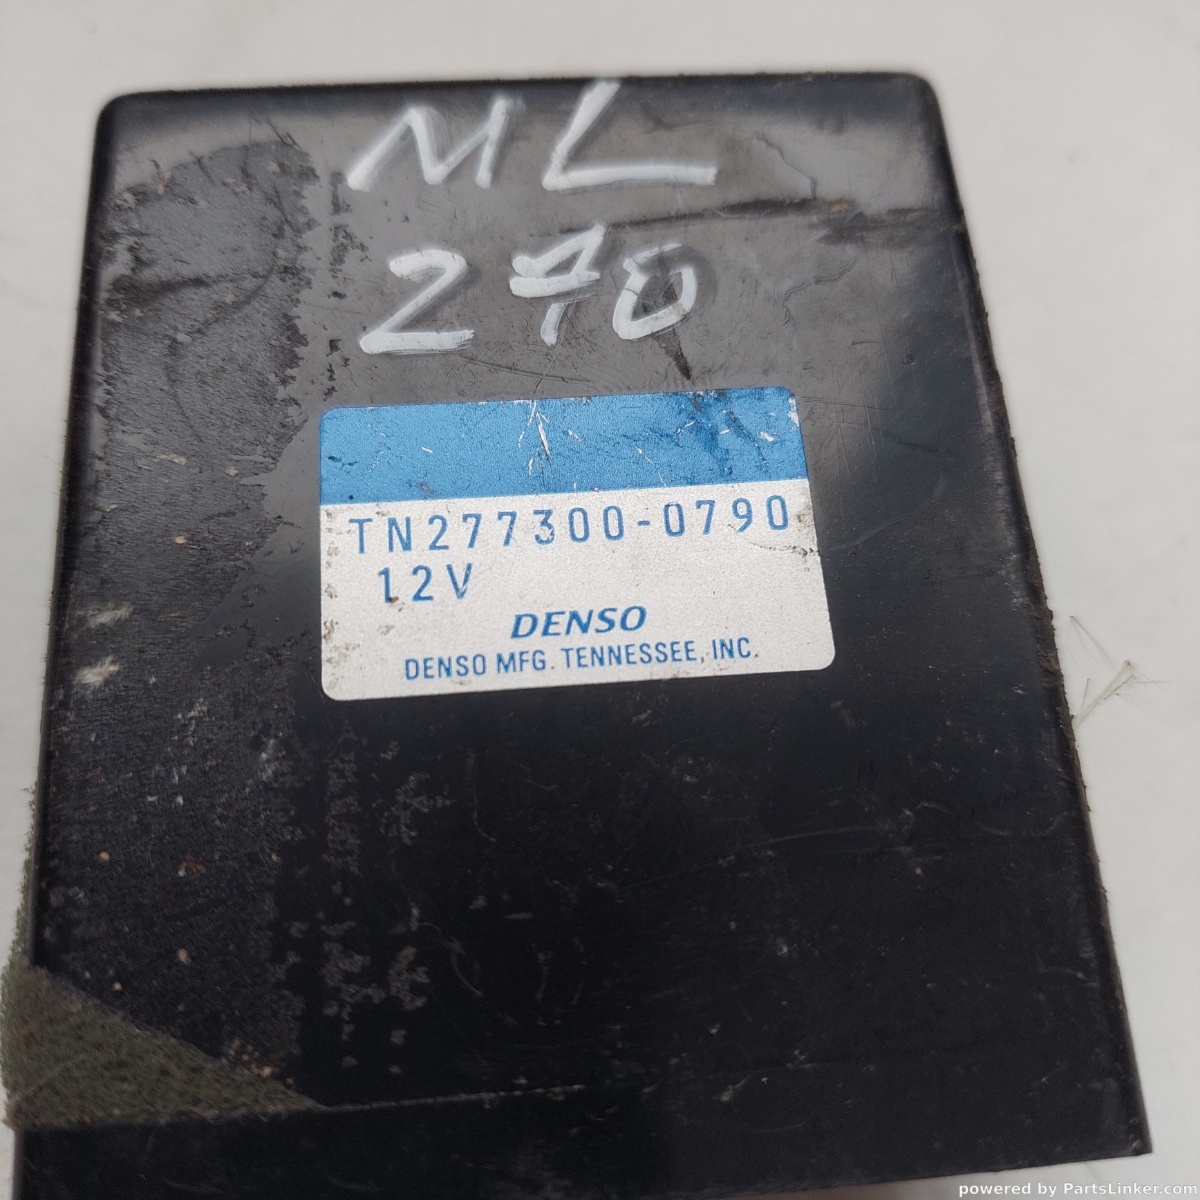 ML
270
TN277300-0790
12V
DENSO
DENSO MFG. TENNESSEE, INC.
powered by PartsLinker.com